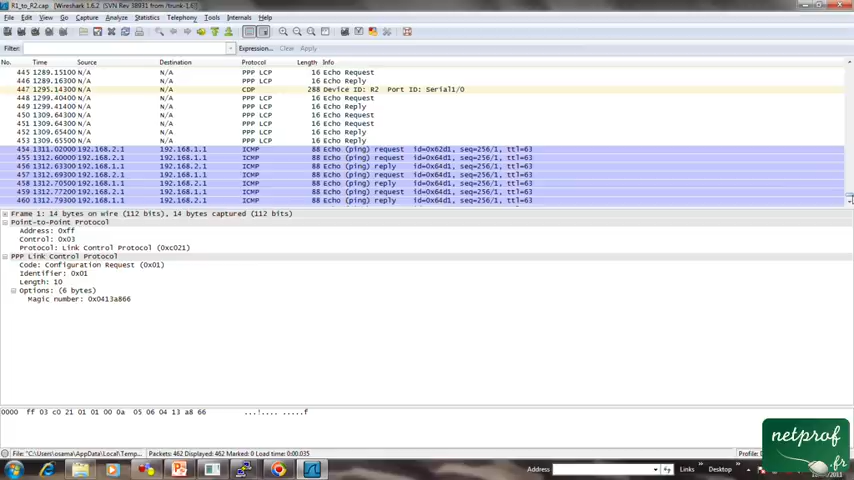 R1_to_R2.cap [Wireshark 1.6.2 (SVN Rev 38931 from /trunk-1.6)]
File Edit View Go Capture Analyze Statistics Telephony Tools Internals Help
Filter: Expression... Clear Apply
No. Time Source Destination Protocol Length Info
445 1289.15100 N/A N/A PPP LCP 16 Echo Request
446 1289.16300 N/A N/A PPP LCP 16 Echo Reply
447 1295.14300 N/A N/A CDP 288 Device ID: R2 Port ID: Serial1/0
448 1299.40400 N/A N/A PPP LCP 16 Echo Request
449 1299.41400 N/A N/A PPP LCP 16 Echo Reply
450 1309.64300 N/A N/A PPP LCP 16 Echo Request
451 1309.64300 N/A N/A PPP LCP 16 Echo Request
452 1309.65400 N/A N/A PPP LCP 16 Echo Reply
453 1309.65500 N/A N/A PPP LCP 16 Echo Reply
454 1311.02000 192.168.2.1 192.168.1.1 ICMP 88 Echo (ping) request id=0x62d1, seq=256/1, ttl=63
455 1312.60000 192.168.2.1 192.168.1.1 ICMP 88 Echo (ping) request id=0x64d1, seq=256/1, ttl=63
456 1312.63300 192.168.1.1 192.168.2.1 ICMP 88 Echo (ping) reply id=0x64d1, seq=256/1, ttl=63
457 1312.69300 192.168.2.1 192.168.1.1 ICMP 88 Echo (ping) request id=0x64d1, seq=256/1, ttl=63
458 1312.70500 192.168.1.1 192.168.2.1 ICMP 88 Echo (ping) reply id=0x64d1, seq=256/1, ttl=63
459 1312.77200 192.168.2.1 192.168.1.1 ICMP 88 Echo (ping) request id=0x64d1, seq=256/1, ttl=63
460 1312.79300 192.168.1.1 192.168.2.1 ICMP 88 Echo (ping) reply id=0x64d1, seq=256/1, ttl=63
Frame 1: 14 bytes on wire (112 bits), 14 bytes captured (112 bits)
Point-to-Point Protocol
Address: 0xff
Control: 0x03
Protocol: Link Control Protocol (0xc021)
PPP Link Control Protocol
Code: Configuration Request (0x01)
Identifier: 0x01
Length: 10
Options: (6 bytes)
Magic number: 0x0413a866
0000 ff 03 c0 21 01 01 00 0a 05 06 04 13 a8 66 ...!.... .....f
File: "C:\Users\osama\AppData\Local\Temp... Packets: 462 Displayed: 462 Marked: 0 Load time: 0:00.035 Profile:
Address Links Desktop
netprof
.fr